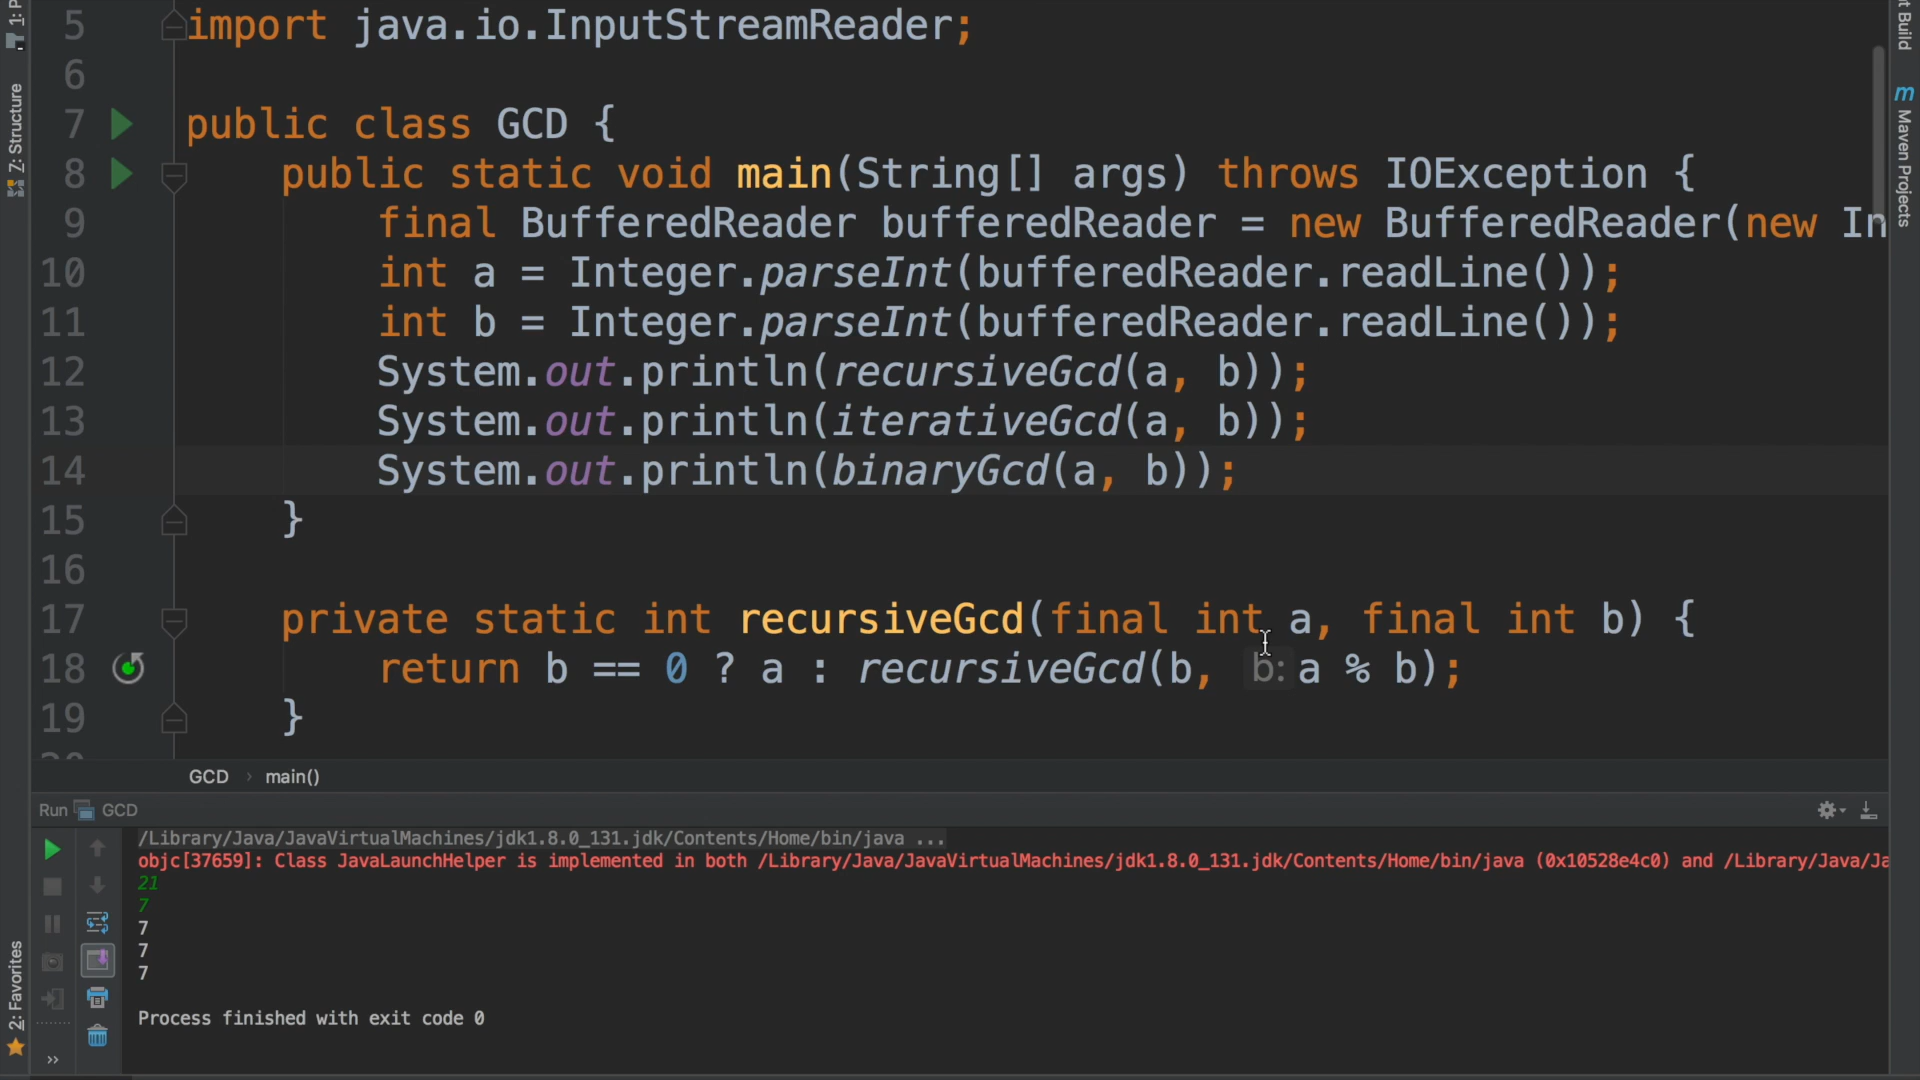 5 import java.io.InputStreamReader;
6
7 public class GCD {
8 public static void main(String[] args) throws IOException {
9 final BufferedReader bufferedReader = new BufferedReader(new In
10 int a = Integer.parseInt(bufferedReader.readLine());
11 int b = Integer.parseInt(bufferedReader.readLine());
12 System.out.println(recursiveGcd(a, b));
13 System.out.println(iterativeGcd(a, b));
14 System.out.println(binaryGcd(a, b));
15 }
16
17 private static int recursiveGcd(final int a, final int b) {
18 return b == 0 ? a : recursiveGcd(b, b: a % b);
19 }
GCD › main()
Run GCD
/Library/Java/JavaVirtualMachines/jdk1.8.0_131.jdk/Contents/Home/bin/java ...
objc[37659]: Class JavaLaunchHelper is implemented in both /Library/Java/JavaVirtualMachines/jdk1.8.0_131.jdk/Contents/Home/bin/java (0x10528e4c0) and /Library/Java/Ja
21
7
7
7
7
Process finished with exit code 0
Z: Structure
2: Favorites
Build
m Maven Projects